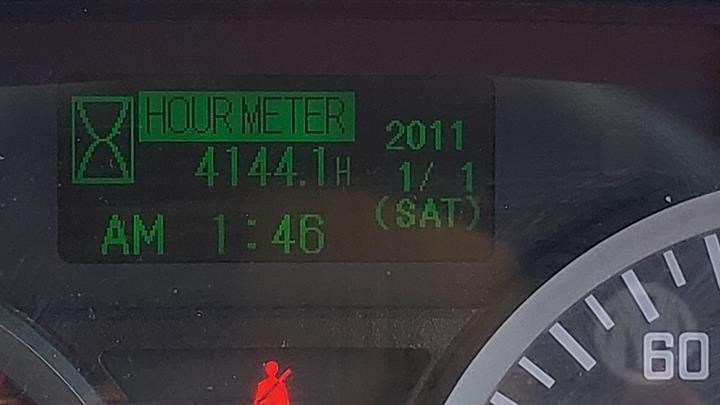 HOUR METER
4144.1H
2011
1/ 1
(SAT)
AM 1:46
60